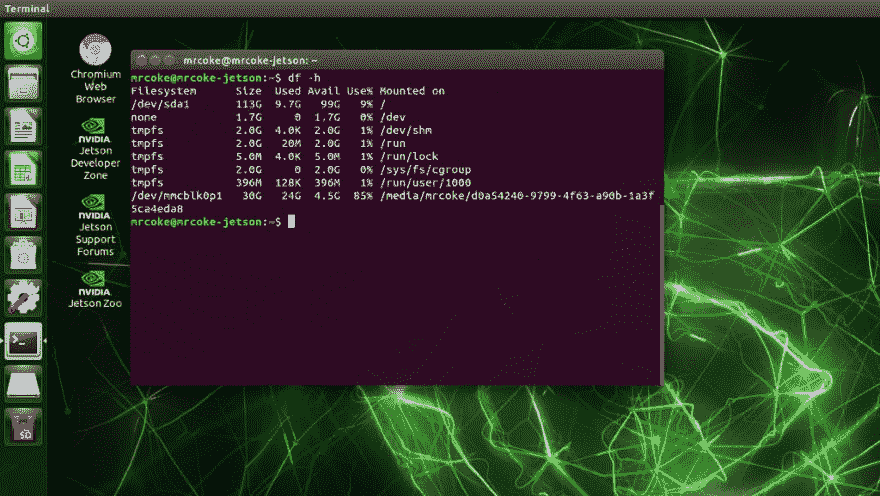 Terminal
mrcoke@mrcoke-jetson: ~
mrcoke@mrcoke-jetson:~$ df -h
Filesystem      Size  Used Avail Use% Mounted on
/dev/sda1       113G  9.7G   99G   9% /
none            1.7G     0  1.7G   0% /dev
tmpfs           2.0G  4.0K  2.0G   1% /dev/shm
tmpfs           2.0G   20M  2.0G   1% /run
tmpfs           5.0M  4.0K  5.0M   1% /run/lock
tmpfs           2.0G     0  2.0G   0% /sys/fs/cgroup
tmpfs           396M  128K  396M   1% /run/user/1000
/dev/mmcblk0p1   30G   24G  4.5G  85% /media/mrcoke/d0a54240-9799-4f63-a90b-1a3f
5ca4eda8
mrcoke@mrcoke-jetson:~$
Chromium
Web
Browser
NVIDIA
Jetson
Developer
Zone
NVIDIA
Jetson
Support
Forums
NVIDIA
Jetson Zoo